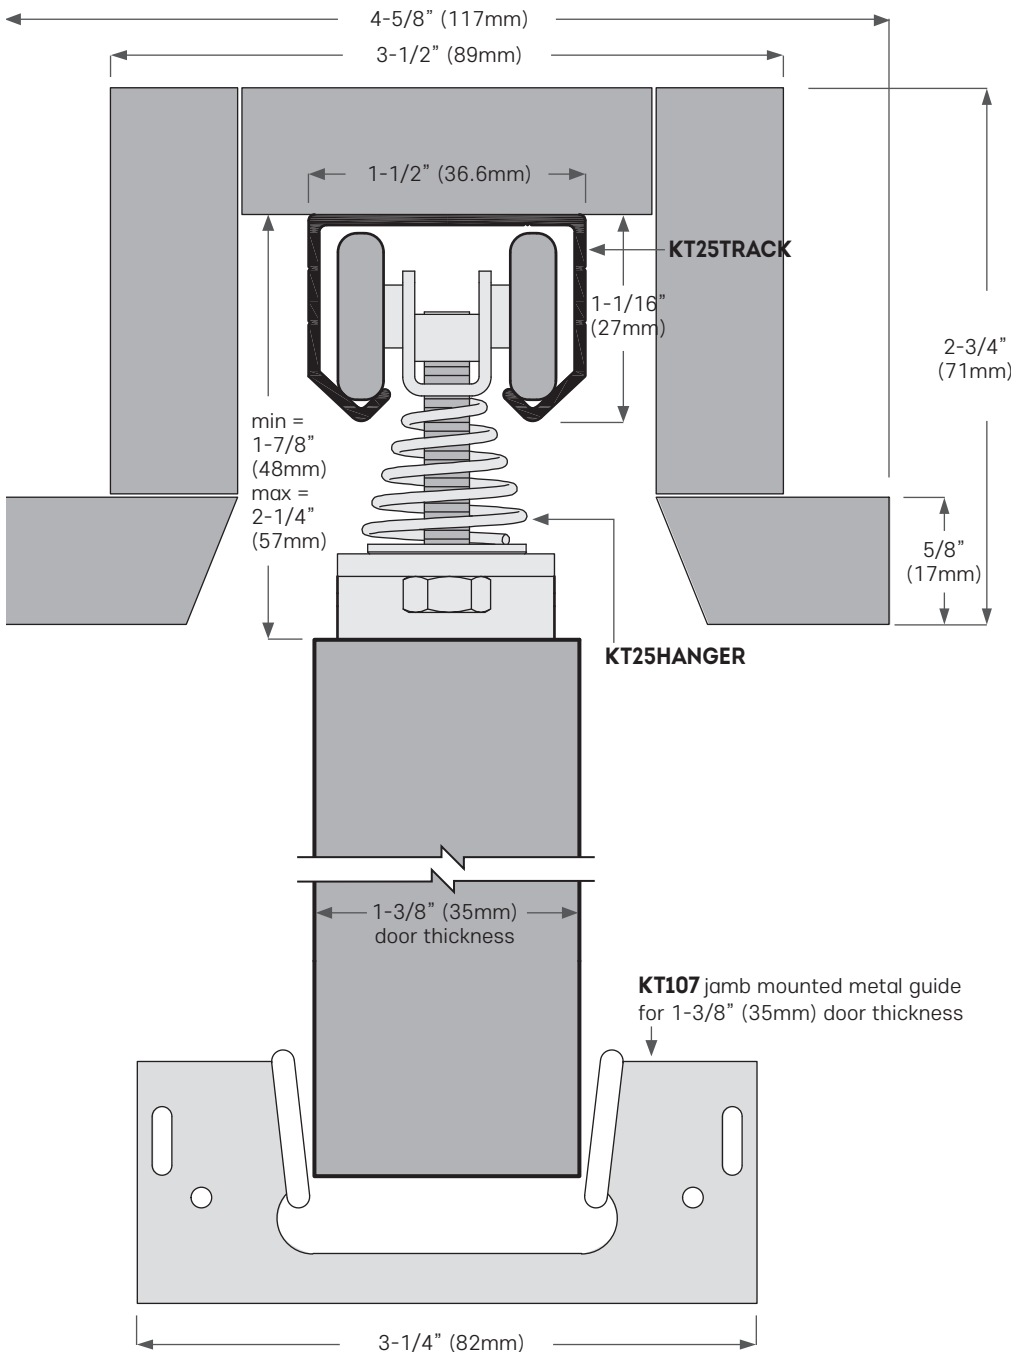 4-5/8” (117mm)
3-1/2” (89mm)
1-1/2” (36.6mm)
KT25TRACK
1-1/16”
(27mm)
2-3/4”
(71mm)
min =
1-7/8”
(48mm)
max =
2-1/4”
(57mm)
5/8”
(17mm)
KT25HANGER
1-3/8” (35mm)
door thickness
KT107 jamb mounted metal guide
for 1-3/8” (35mm) door thickness
3-1/4” (82mm)